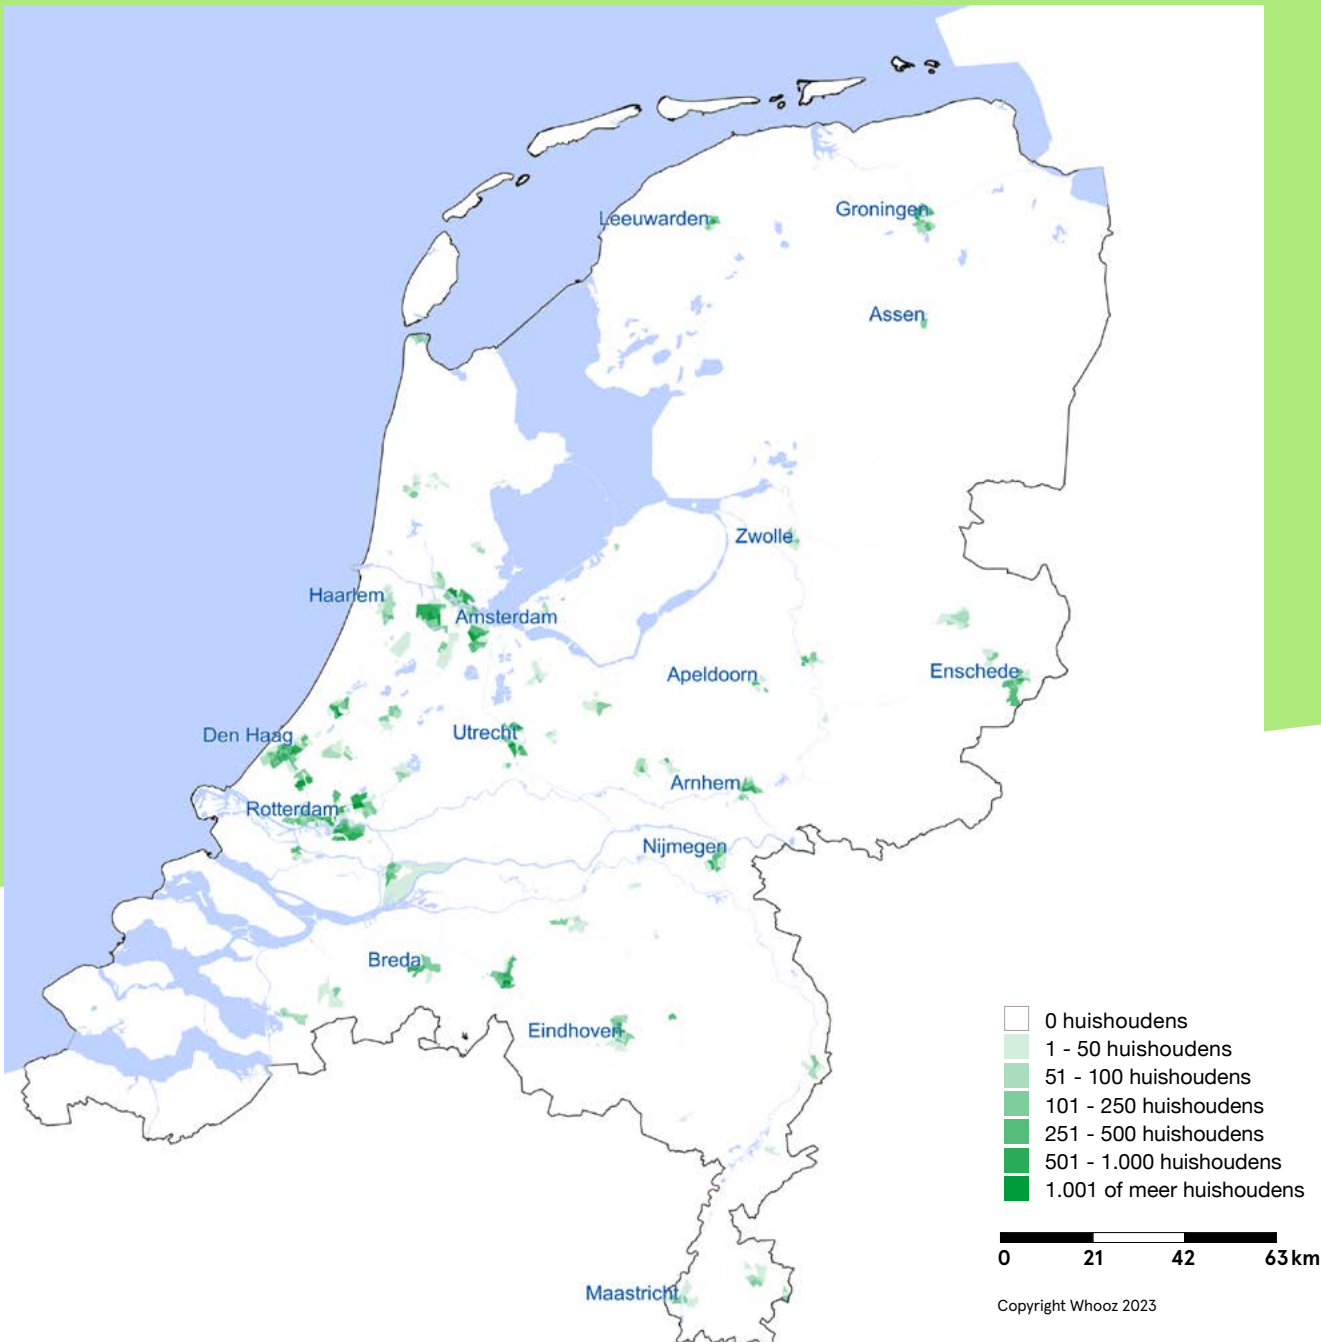 Leeuwarden
Groningen
Assen
Zwolle
Haarlem
Amsterdam
Apeldoorn
Enschede
Den Haag
Utrecht
Arnhem
Rotterdam
Nijmegen
Breda
Eindhoven
Maastricht
0 huishoudens
1 - 50 huishoudens
51 - 100 huishoudens
101 - 250 huishoudens
251 - 500 huishoudens
501 - 1.000 huishoudens
1.001 of meer huishoudens
0 21 42 63 km
Copyright Whooz 2023